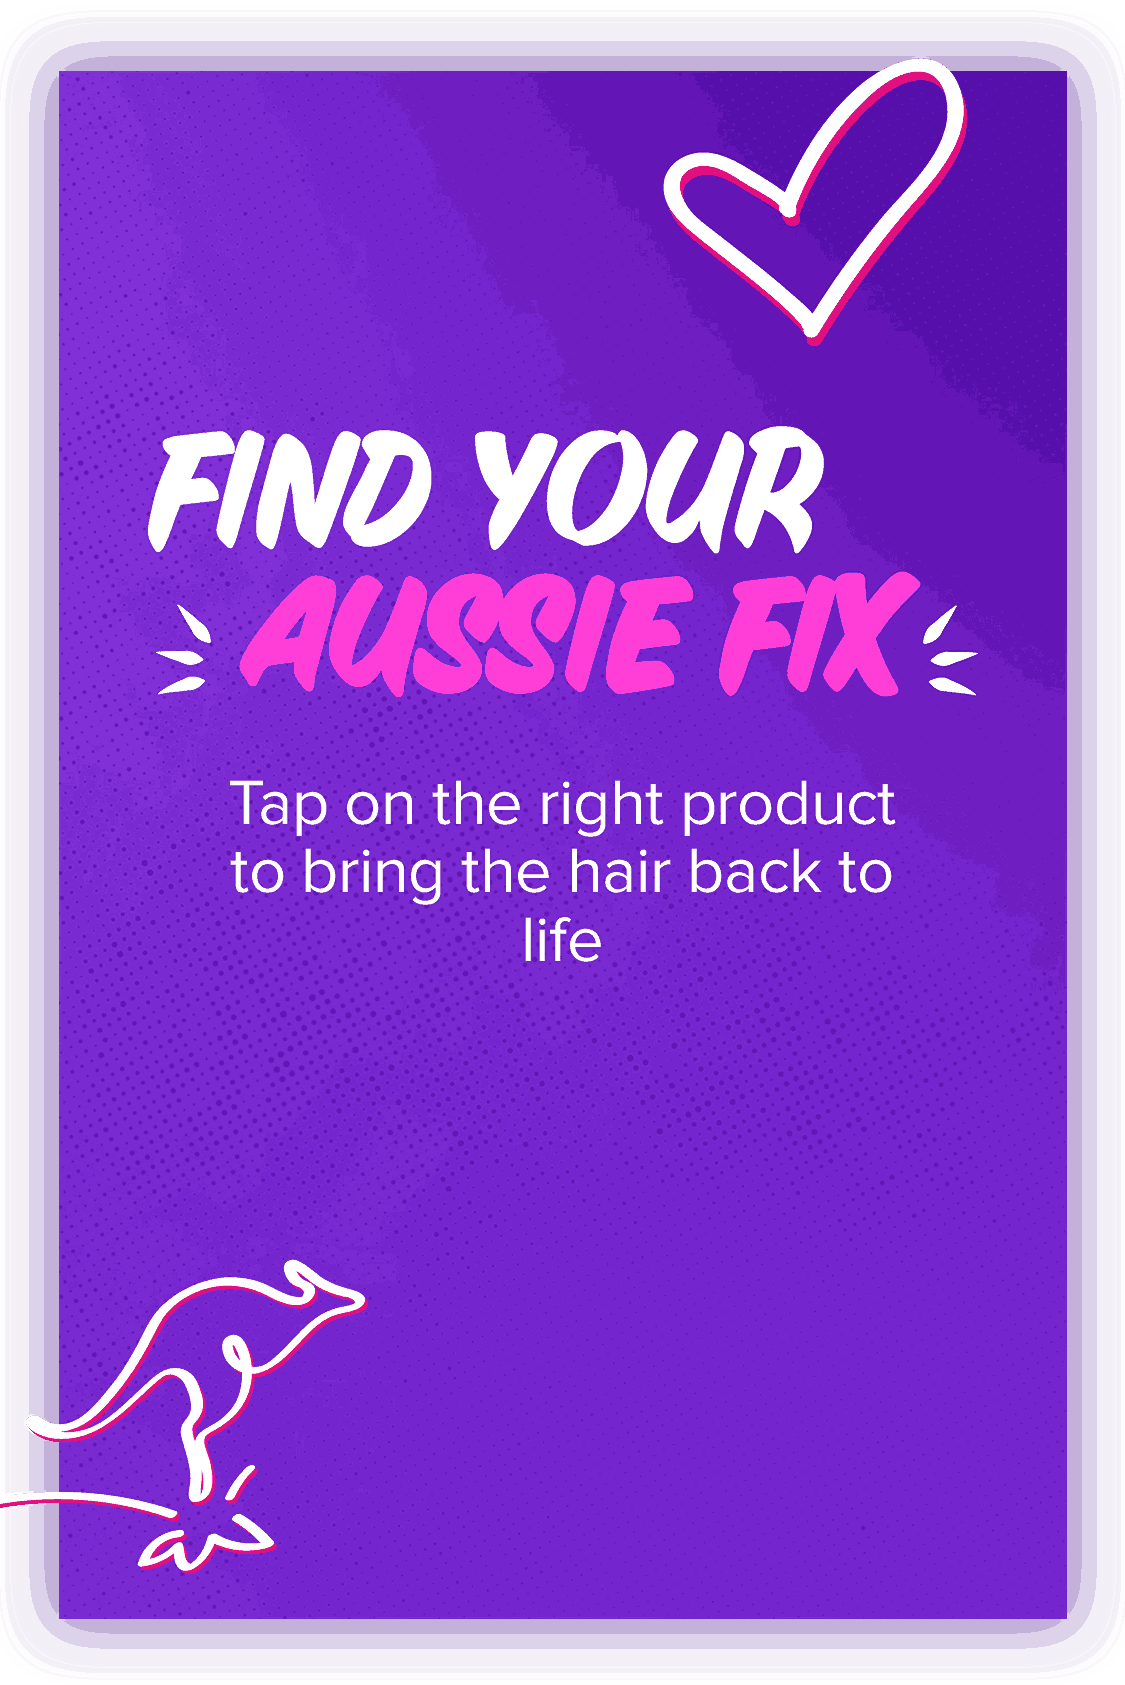 FIND YOUR
AUSSIE FIX
Tap on the right product
to bring the hair back to
life